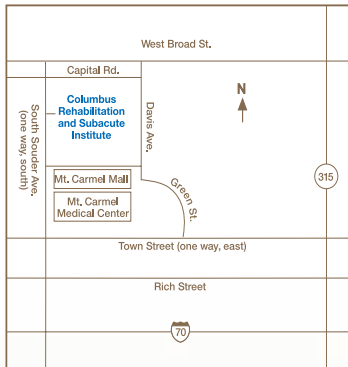 West Broad St.
Capital Rd.
Columbus
Rehabilitation
and Subacute
Institute
South Souder Ave.
(one way, south)
Davis Ave.
N
Mt. Carmel Mall
Green St.
315
Mt. Carmel
Medical Center
Town Street (one way, east)
Rich Street
70